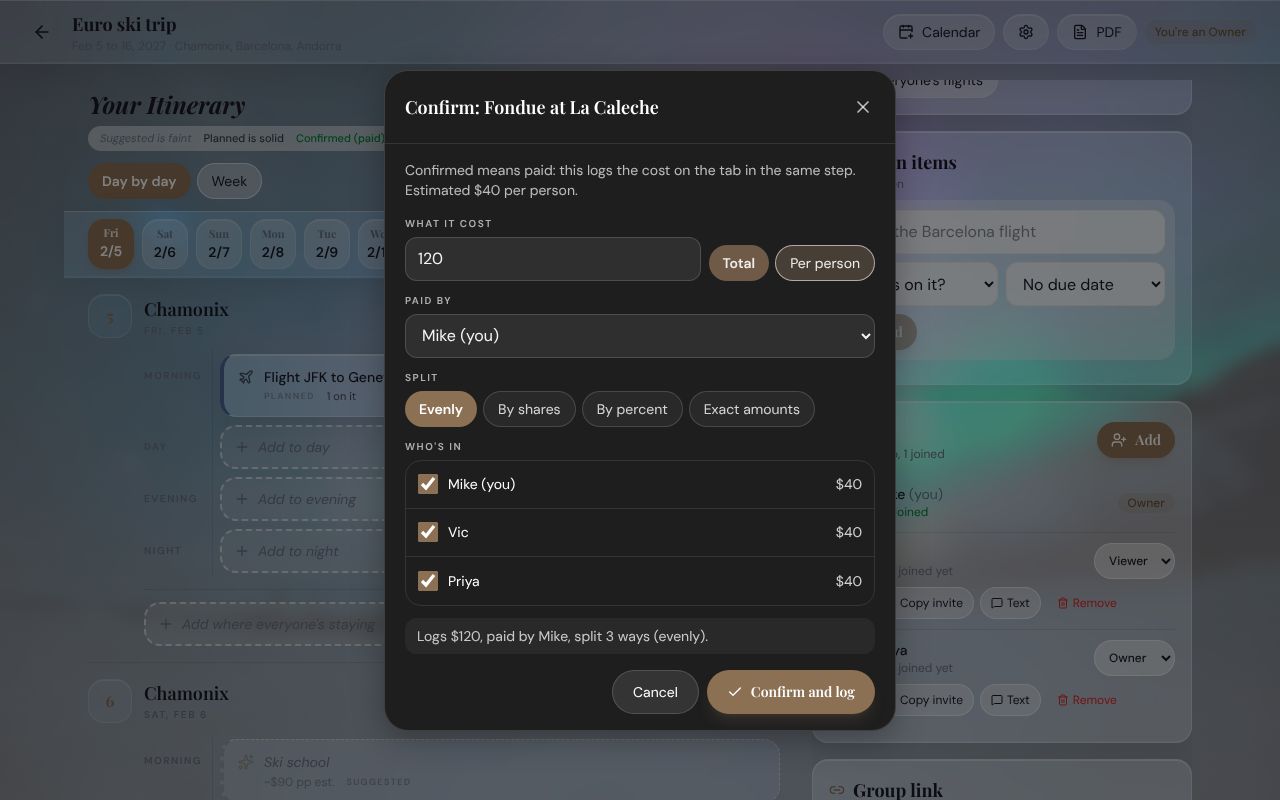 Euro ski trip
Feb 5 to 16, 2027 · Chamonix, Barcelona, Andorra
Calendar
PDF
You're an Owner
Your Itinerary
Suggested is faint Planned is solid Confirmed (paid)
Day by day Week
Fri 2/5
Sat 2/6
Sun 2/7
Mon 2/8
Tue 2/9
5
Chamonix
FRI, FEB 5
MORNING
Flight JFK to Gene
PLANNED 1 on it
DAY
+ Add to day
EVENING
+ Add to evening
NIGHT
+ Add to night
+ Add where everyone's staying
6
Chamonix
SAT, FEB 6
MORNING
Ski school
~$90 pp est. SUGGESTED
Confirm: Fondue at La Caleche
Confirmed means paid: this logs the cost on the tab in the same step.
Estimated $40 per person.
WHAT IT COST
120
Total
Per person
PAID BY
Mike (you)
SPLIT
Evenly
By shares
By percent
Exact amounts
WHO'S IN
Mike (you) $40
Vic $40
Priya $40
Logs $120, paid by Mike, split 3 ways (evenly).
Cancel
Confirm and log
eryone's flights
n items
the Barcelona flight
s on it?
No due date
, 1 joined
Add
(you)
oined
Owner
joined yet
Viewer
Copy invite
Text
Remove
ya
joined yet
Owner
Copy invite
Text
Remove
Group link